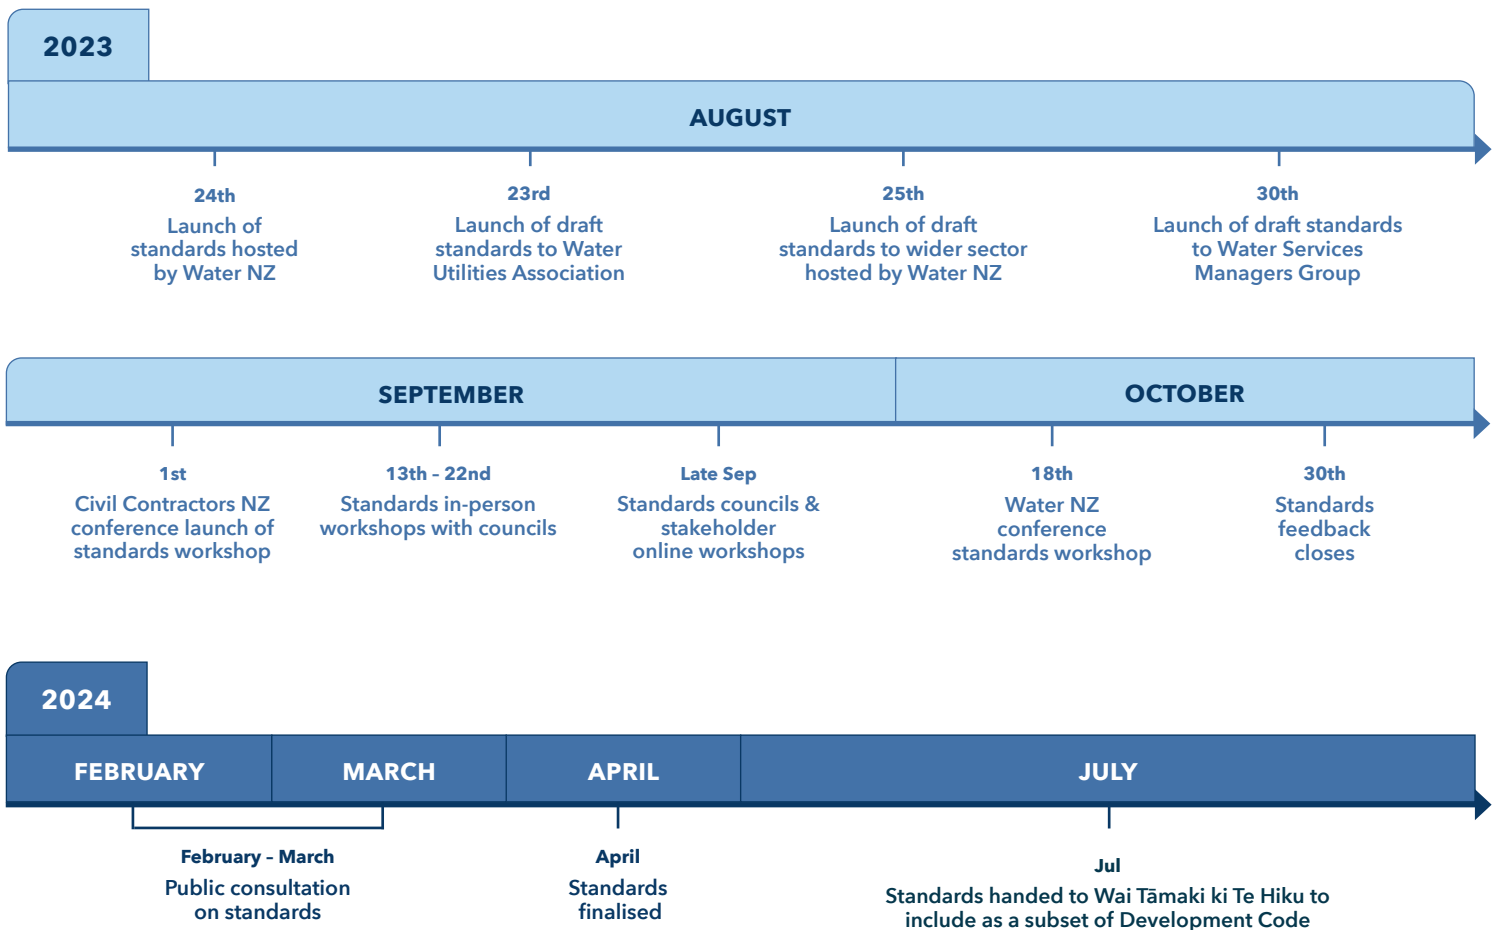 2023
AUGUST
24th
Launch of
standards hosted
by Water NZ
23rd
Launch of draft
standards to Water
Utilities Association
25th
Launch of draft
standards to wider sector
hosted by Water NZ
30th
Launch of draft standards
to Water Services
Managers Group
SEPTEMBER
OCTOBER
1st
Civil Contractors NZ
conference launch of
standards workshop
13th – 22nd
Standards in-person
workshops with councils
Late Sep
Standards councils &
stakeholder
online workshops
18th
Water NZ
conference
standards workshop
30th
Standards
feedback
closes
2024
FEBRUARY
MARCH
APRIL
JULY
February – March
Public consultation
on standards
April
Standards
finalised
Jul
Standards handed to Wai Tāmaki ki Te Hiku to
include as a subset of Development Code